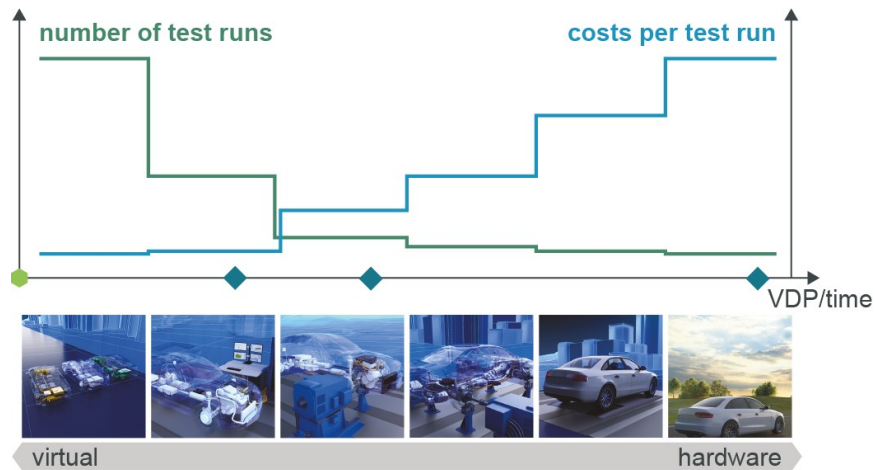 number of test runs
costs per test run
VDP/time
virtual
hardware